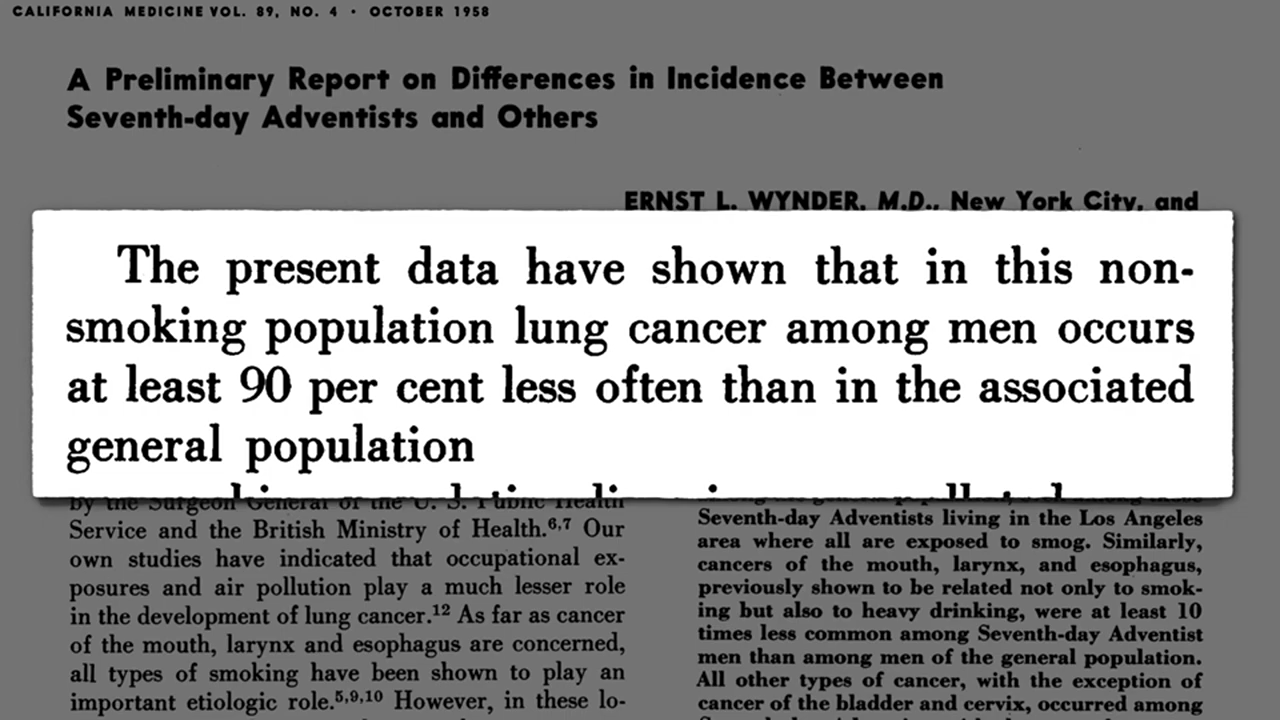 CALIFORNIA MEDICINE VOL. 89, NO. 4 • OCTOBER 1958
A Preliminary Report on Differences in Incidence Between
Seventh-day Adventists and Others
ERNST L. WYNDER, M.D., New York City, and
The present data have shown that in this non-
smoking population lung cancer among men occurs
at least 90 per cent less often than in the associated
general population
by the Surgeon General of the U. S. Public Health
Service and the British Ministry of Health.6,7 Our
own studies have indicated that occupational ex-
posures and air pollution play a much lesser role
in the development of lung cancer.12 As far as cancer
of the mouth, larynx and esophagus are concerned,
all types of smoking have been shown to play an
important etiologic role.5,9,10 However, in these lo-
Seventh-day Adventists living in the Los Angeles
area where all are exposed to smog. Similarly,
cancers of the mouth, larynx, and esophagus,
previously shown to be related not only to smok-
ing but also to heavy drinking, were at least 10
times less common among Seventh-day Adventist
men than among men of the general population.
All other types of cancer, with the exception of
cancer of the bladder and cervix, occurred among